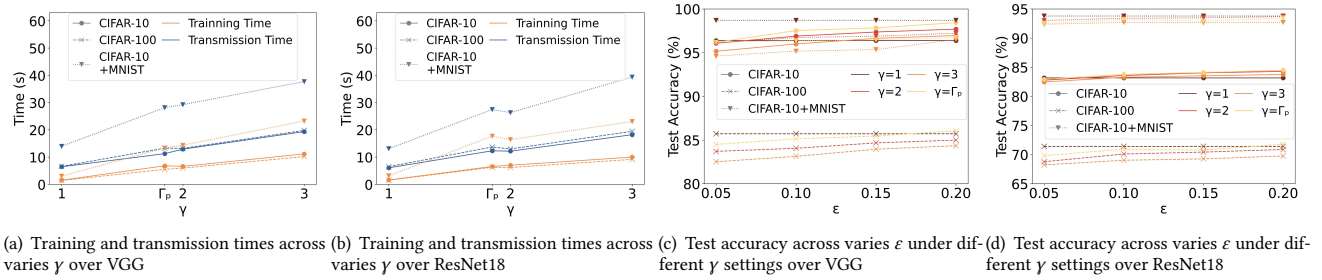 60
50
40
30
20
10
0
Time (s)
CIFAR-10
CIFAR-100
CIFAR-10
+MNIST
Trainning Time
Transmission Time
1
Γₚ
2
3
γ
60
50
40
30
20
10
0
Time (s)
CIFAR-10
CIFAR-100
CIFAR-10
+MNIST
Training Time
Transmission Time
1
Γₚ
2
3
γ
100
95
90
85
80
Test Accuracy (%)
CIFAR-10
CIFAR-100
CIFAR-10+MNIST
γ=1
γ=2
γ=3
γ=Γₚ
0.05
0.10
0.15
0.20
ε
95
90
85
80
75
70
65
Test Accuracy (%)
CIFAR-10
CIFAR-100
CIFAR-10+MNIST
γ=1
γ=2
γ=3
γ=Γₚ
0.05
0.10
0.15
0.20
ε
(a) Training and transmission times across
varies γ over VGG
(b) Training and transmission times across
varies γ over ResNet18
(c) Test accuracy across varies ε under dif-
ferent γ settings over VGG
(d) Test accuracy across varies ε under dif-
ferent γ settings over ResNet18